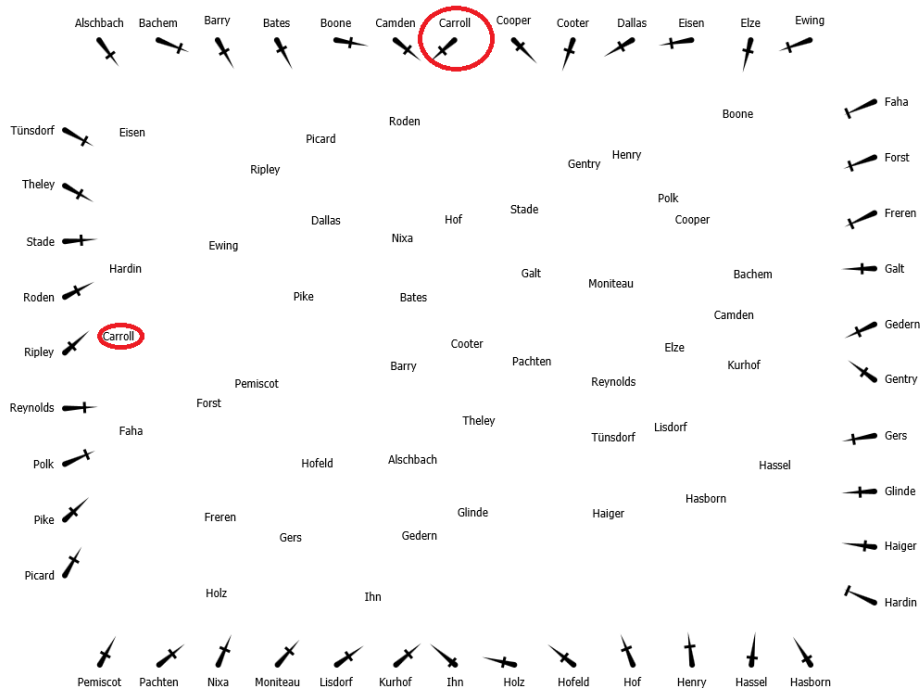 Alschbach Bachem Barry Bates Boone Camden Carroll Cooper Cooter Dallas Eisen Elze Ewing
Faha
Boone
Roden
Tünsdorf
Eisen
Picard
Henry
Forst
Gentry
Ripley
Theley
Polk
Stade
Freren
Dallas
Hof
Cooper
Nixa
Stade
Ewing
Hardin
Galt
Galt
Bachem
Moniteau
Roden
Pike
Bates
Camden
Gedern
Carroll
Cooter
Elze
Ripley
Barry
Pachten
Kurhof
Gentry
Pemiscot
Reynolds
Reynolds
Forst
Theley
Lisdorf
Faha
Tünsdorf
Gers
Polk
Hofeld
Alschbach
Hassel
Glinde
Hasborn
Pike
Freren
Glinde
Haiger
Gers
Gedern
Haiger
Picard
Holz
Ihn
Hardin
Pemiscot Pachten Nixa Moniteau Lisdorf Kurhof Ihn Holz Hofeld Hof Henry Hassel Hasborn